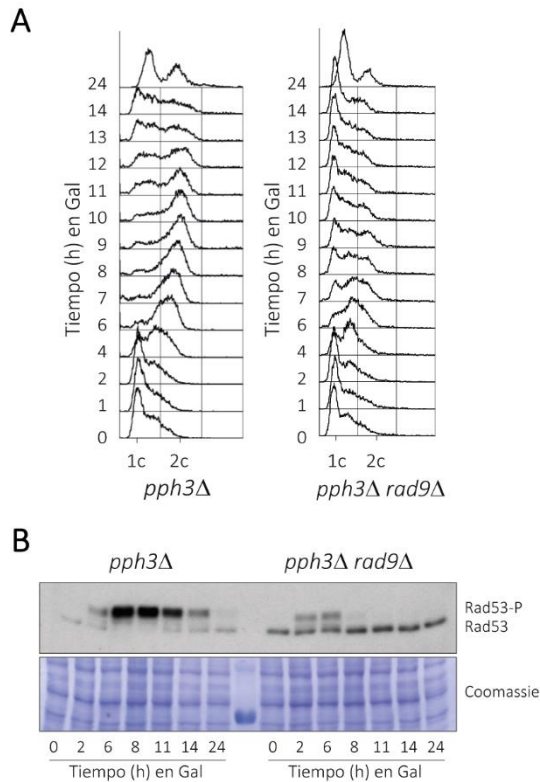 A
Tiempo (h) en Gal
24
14
13
12
11
10
9
8
7
6
4
2
1
0
1c 2c
pph3Δ
Tiempo (h) en Gal
24
14
13
12
11
10
9
8
7
6
4
2
1
0
1c 2c
pph3Δ rad9Δ
B
pph3Δ pph3Δ rad9Δ
Rad53-P
Rad53
Coomassie
0 2 6 8 11 14 24 0 2 6 8 11 14 24
Tiempo (h) en Gal Tiempo (h) en Gal